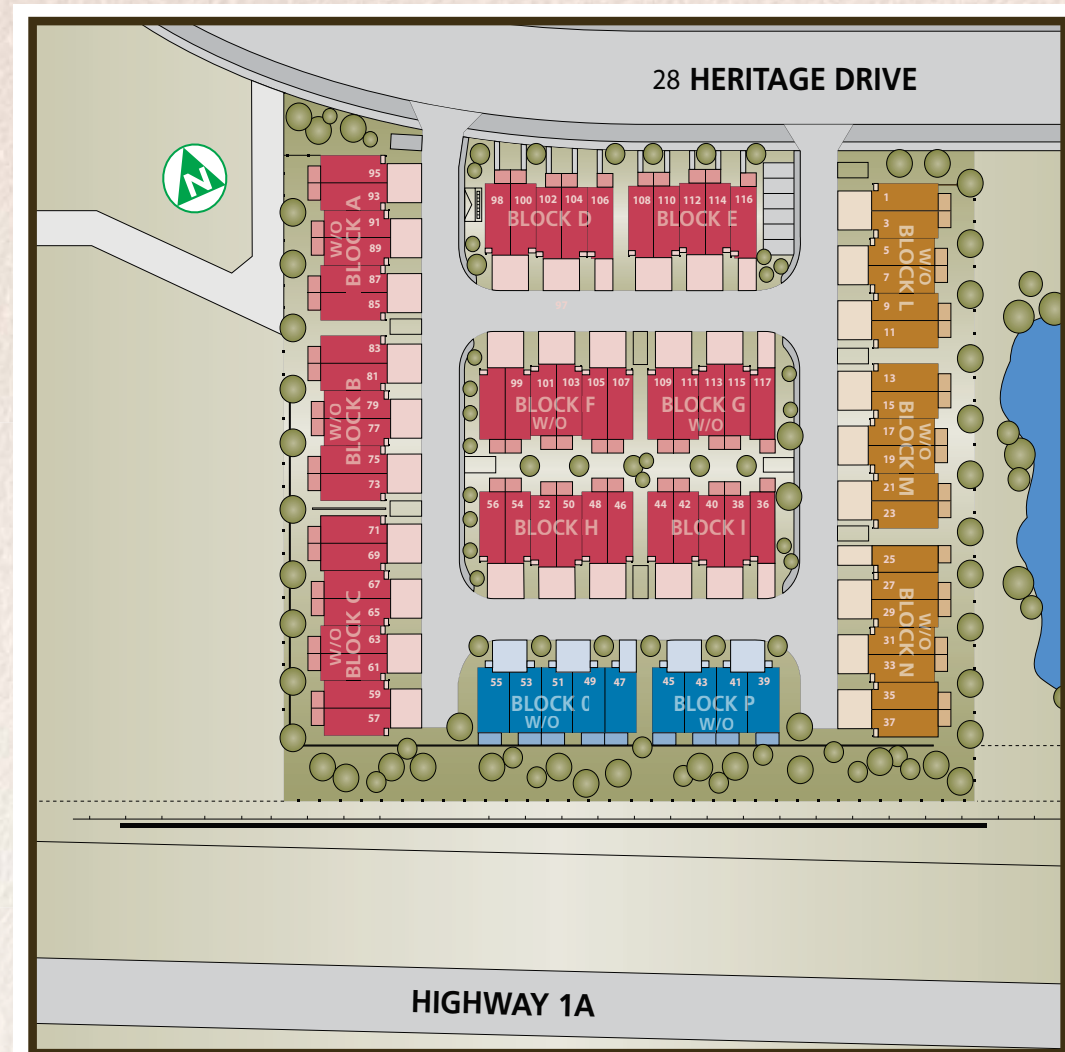 28 HERITAGE DRIVE
N
95
93
91
89
87
85
W/O
BLOCK A
83
81
79
77
75
73
W/O
BLOCK B
71
69
67
65
63
61
59
57
W/O
BLOCK C
98 100 102 104 106
BLOCK D
108 110 112 114 116
BLOCK E
97
99 101 103 105 107
BLOCK F
W/O
109 111 113 115 117
BLOCK G
W/O
56 54 52 50 48 46
BLOCK H
44 42 40 38 36
BLOCK I
55 53 51 49 47
BLOCK O
W/O
45 43 41 39
BLOCK P
W/O
1
3
5
7
9
11
W/O
BLOCK L
13
15
17
19
21
23
W/O
BLOCK M
25
27
29
31
33
35
37
W/O
BLOCK N
HIGHWAY 1A